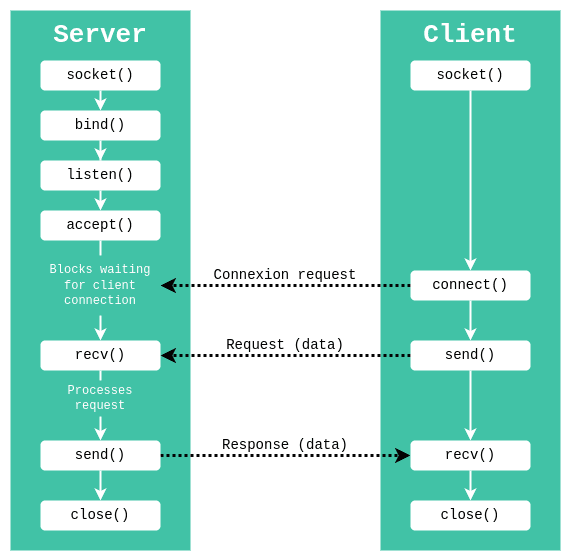 Server
socket()
bind()
listen()
accept()
Blocks waiting
for client
connection
recv()
Processes
request
send()
close()
Connexion request
Request (data)
Response (data)
Client
socket()
connect()
send()
recv()
close()